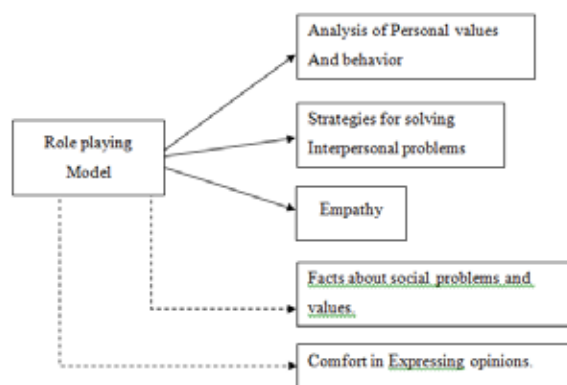 Analysis of Personal values
And behavior
Strategies for solving
Interpersonal problems
Role playing
Model
Empathy
Facts about social problems and
values.
Comfort in Expressing opinions.